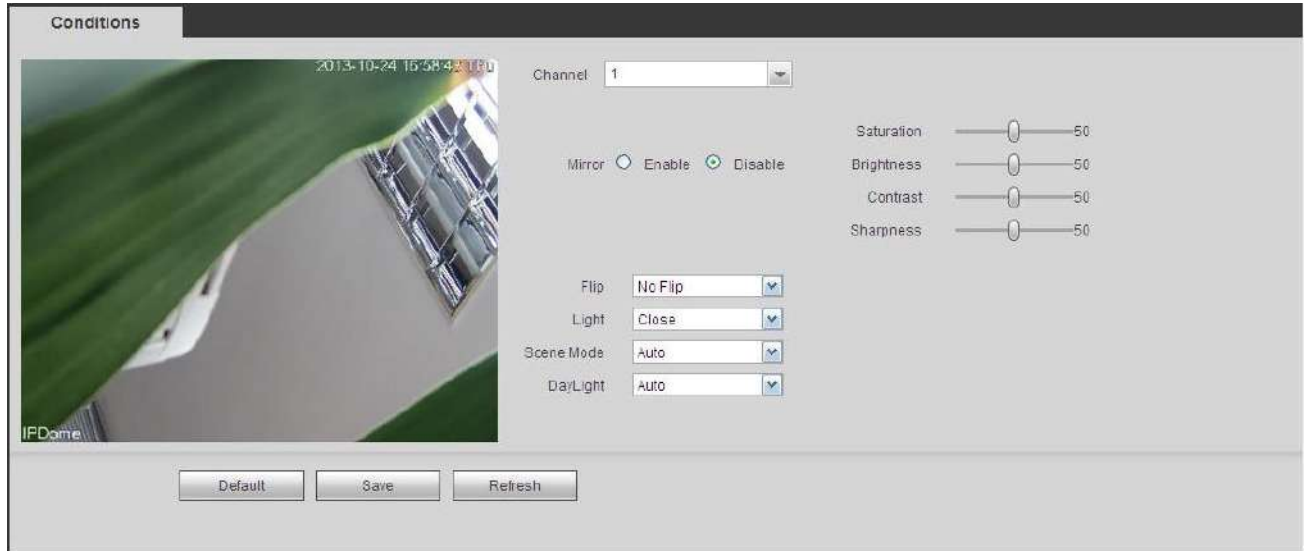 Conditions
2013-10-24 16:58:42 Thu
IPDome
Channel 1
Mirror Enable Disable
Saturation 50
Brightness 50
Contrast 50
Sharpness 50
Flip No Flip
Light Close
Scene Mode Auto
DayLight Auto
Default Save Refresh